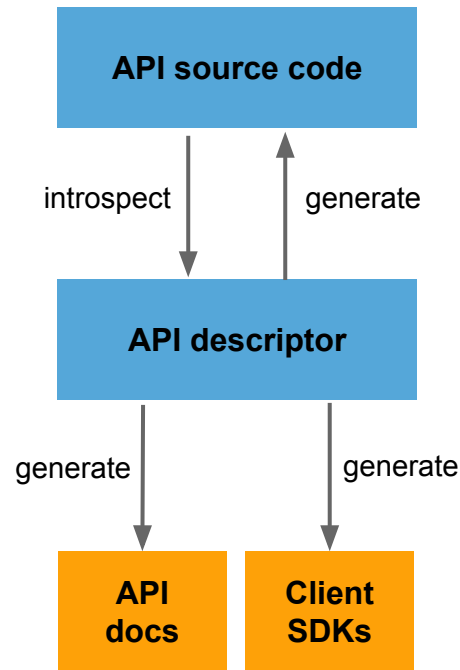 API source code
introspect
generate
API descriptor
generate
generate
API
docs
Client
SDKs